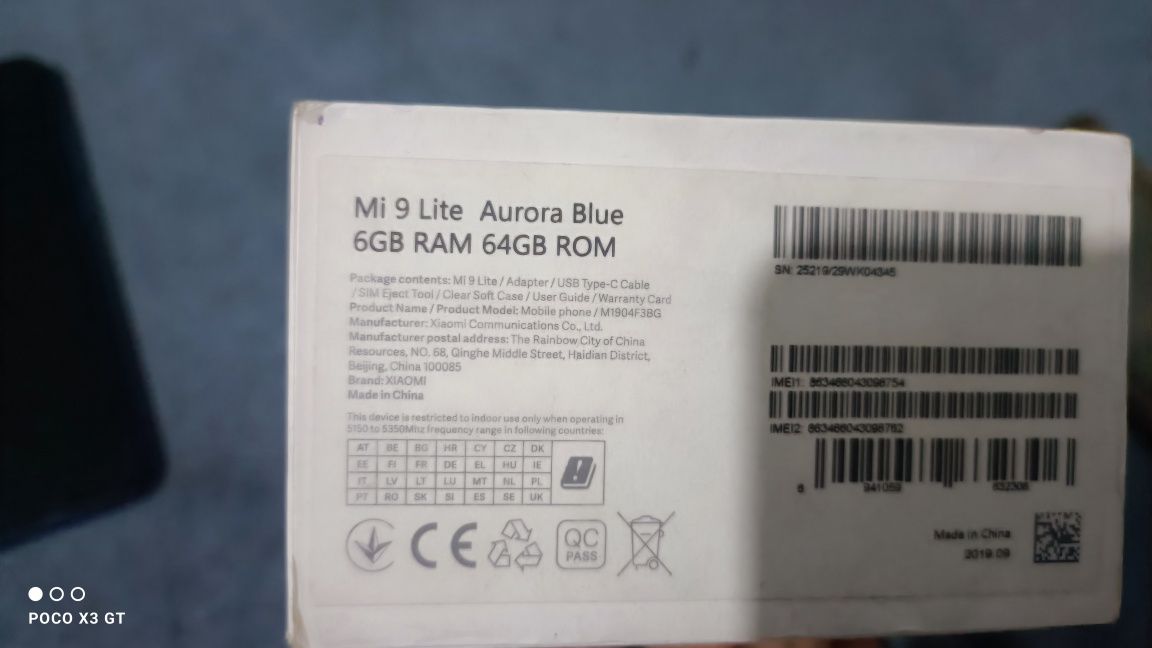 Mi 9 Lite Aurora Blue
6GB RAM 64GB ROM
Package contents: Mi 9 Lite / Adapter / USB Type-C Cable
/ SIM Eject Tool / Clear Soft Case / User Guide / Warranty Card
Product Name / Product Model: Mobile phone / M1904F3BG
Manufacturer: Xiaomi Communications Co., Ltd.
Manufacturer postal address: The Rainbow City of China
Resources, NO. 68, Qinghe Middle Street, Haidian District,
Beijing, China 100085
Brand: XIAOMI
Made in China
This device is restricted to indoor use only when operating in
5150 to 5350Mhz frequency range in following countries:
AT BE BG HR CY CZ DK
EE FI FR DE EL HU IE
IT LV LT LU MT NL PL
PT RO SK SI ES SE UK
CE
QC
PASS
SN: 25219/29WK04345
IMEI1:
IMEI2:
6 941059
Made in China
2019.09
POCO X3 GT